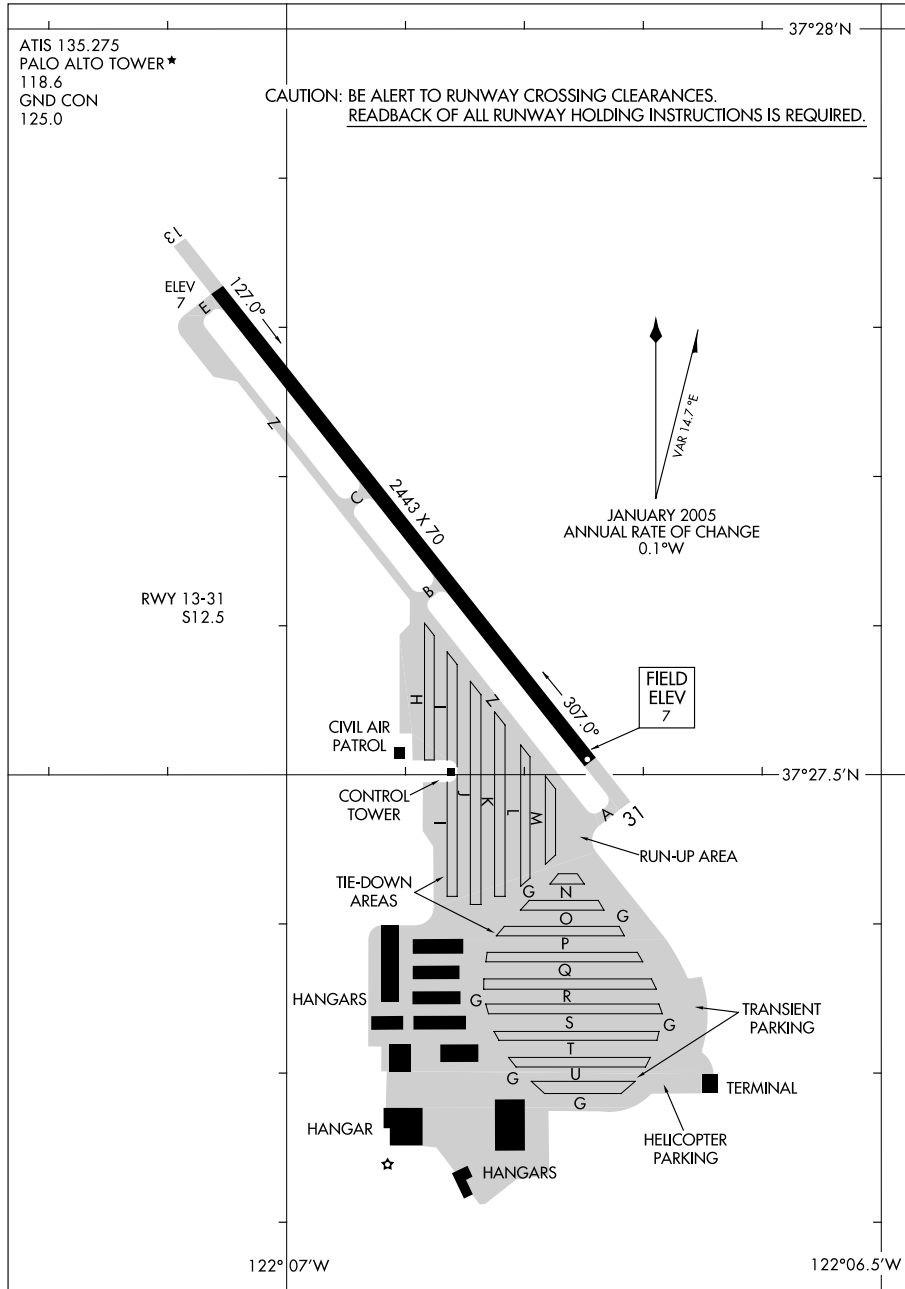 ATIS 135.275
PALO ALTO TOWER
118.6
GND CON
125.0
37°28'N
CAUTION: BE ALERT TO RUNWAY CROSSING CLEARANCES.
READBACK OF ALL RUNWAY HOLDING INSTRUCTIONS IS REQUIRED.
13
ELEV
7
E
127.0°
Z
C
2443 X 70
VAR 14.7 °E
JANUARY 2005
ANNUAL RATE OF CHANGE
0.1°W
RWY 13-31
S12.5
B
H
I
Z
307.0°
FIELD
ELEV
7
CIVIL AIR
PATROL
37°27.5'N
CONTROL
TOWER
I
J
K
L
L
M
A
31
RUN-UP AREA
TIE-DOWN
AREAS
G
N
G
O
P
Q
HANGARS
G
R
S
G
TRANSIENT
PARKING
T
G
U
G
TERMINAL
HANGAR
HELICOPTER
PARKING
HANGARS
122°07'W
122°06.5'W